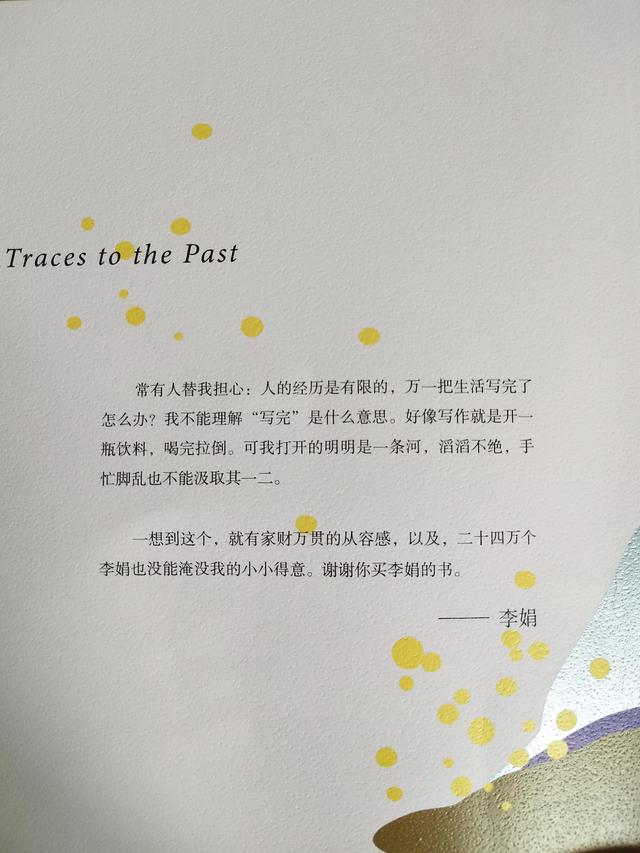 Traces to the Past
常有人替我担心：人的经历是有限的，万一把生活写完了
怎么办？我不能理解“写完”是什么意思。好像写作就是开一
瓶饮料，喝完拉倒。可我打开的明明是一条河，滔滔不绝，手
忙脚乱也不能汲取其一二。
一想到这个，就有家财万贯的从容感，以及，二十四万个
李娟也没能淹没我的小小得意。谢谢你买李娟的书。
—— 李娟